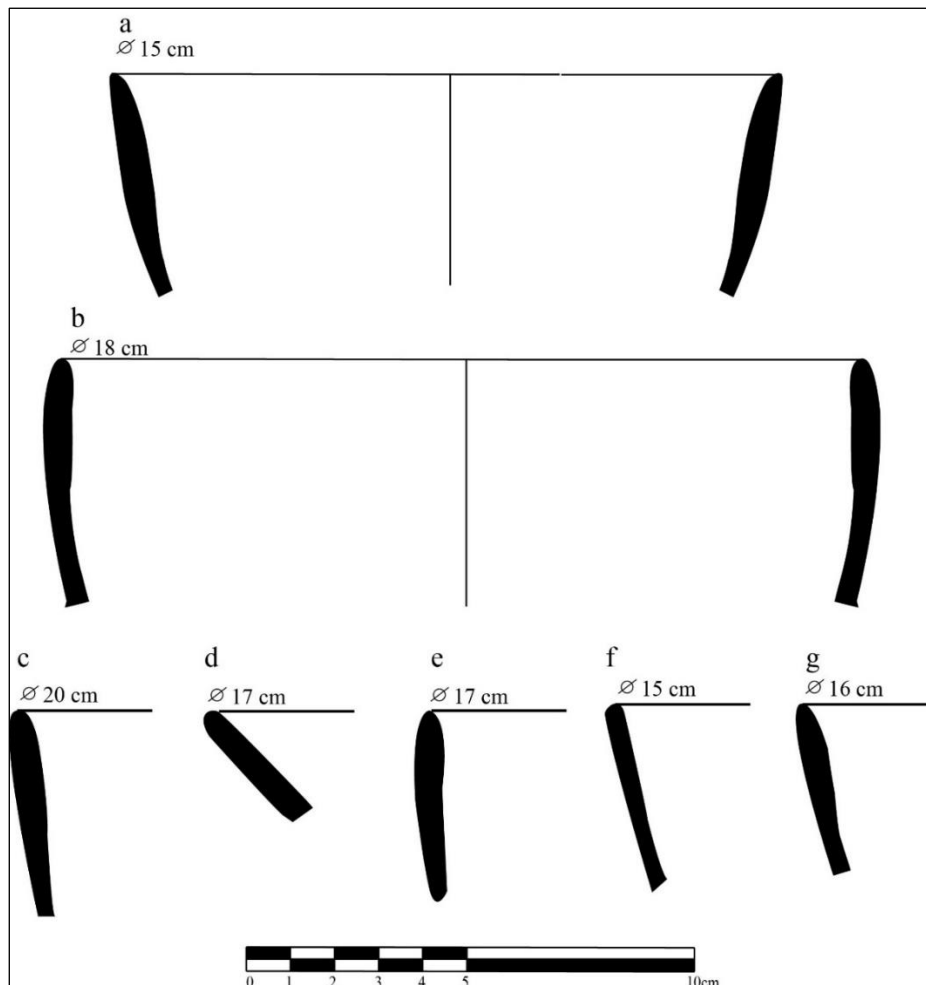 a
∅ 15 cm
b
∅ 18 cm
c
∅ 20 cm
d
∅ 17 cm
e
∅ 17 cm
f
∅ 15 cm
g
∅ 16 cm
0 1 2 3 4 5 10cm